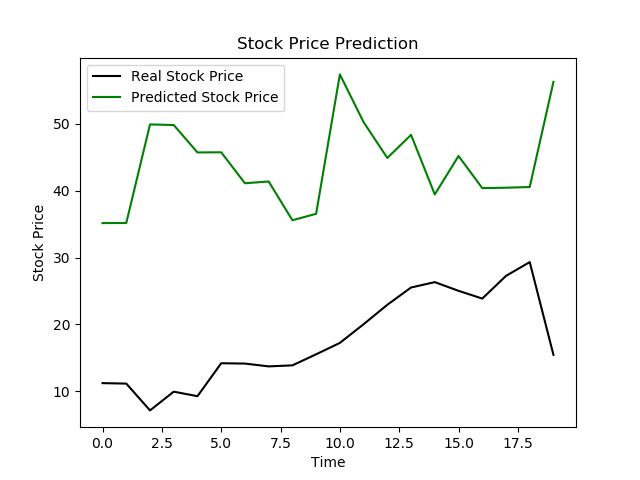 Stock Price Prediction
Real Stock Price
Predicted Stock Price
Stock Price
50
40
30
20
10
0.0 2.5 5.0 7.5 10.0 12.5 15.0 17.5
Time